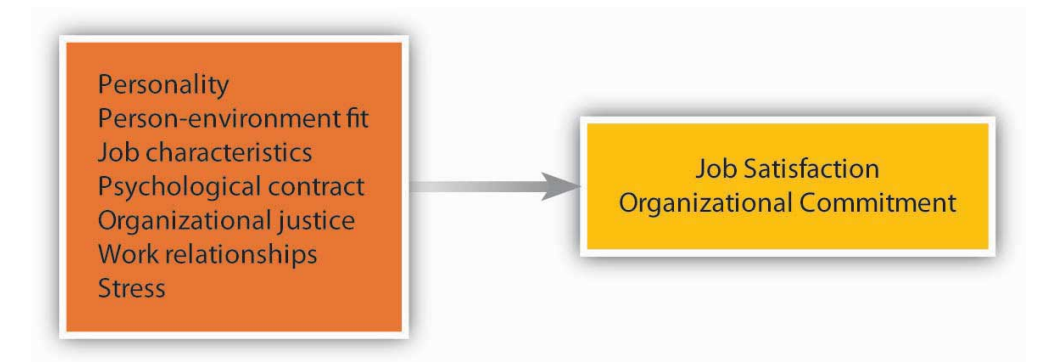 Personality
Person-environment fit
Job characteristics
Psychological contract
Organizational justice
Work relationships
Stress
Job Satisfaction
Organizational Commitment